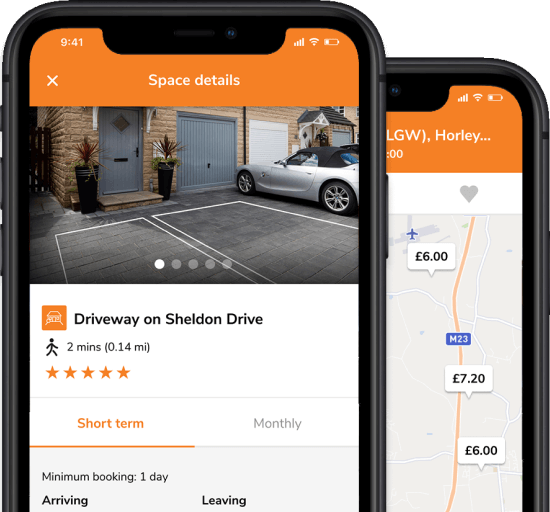 9:41
Space details
LGW), Horley...
:00
£6.00
Driveway on Sheldon Drive
2 mins (0.14 mi)
M23
£7.20
Short term
Monthly
£6.00
Minimum booking: 1 day
Arriving
Leaving